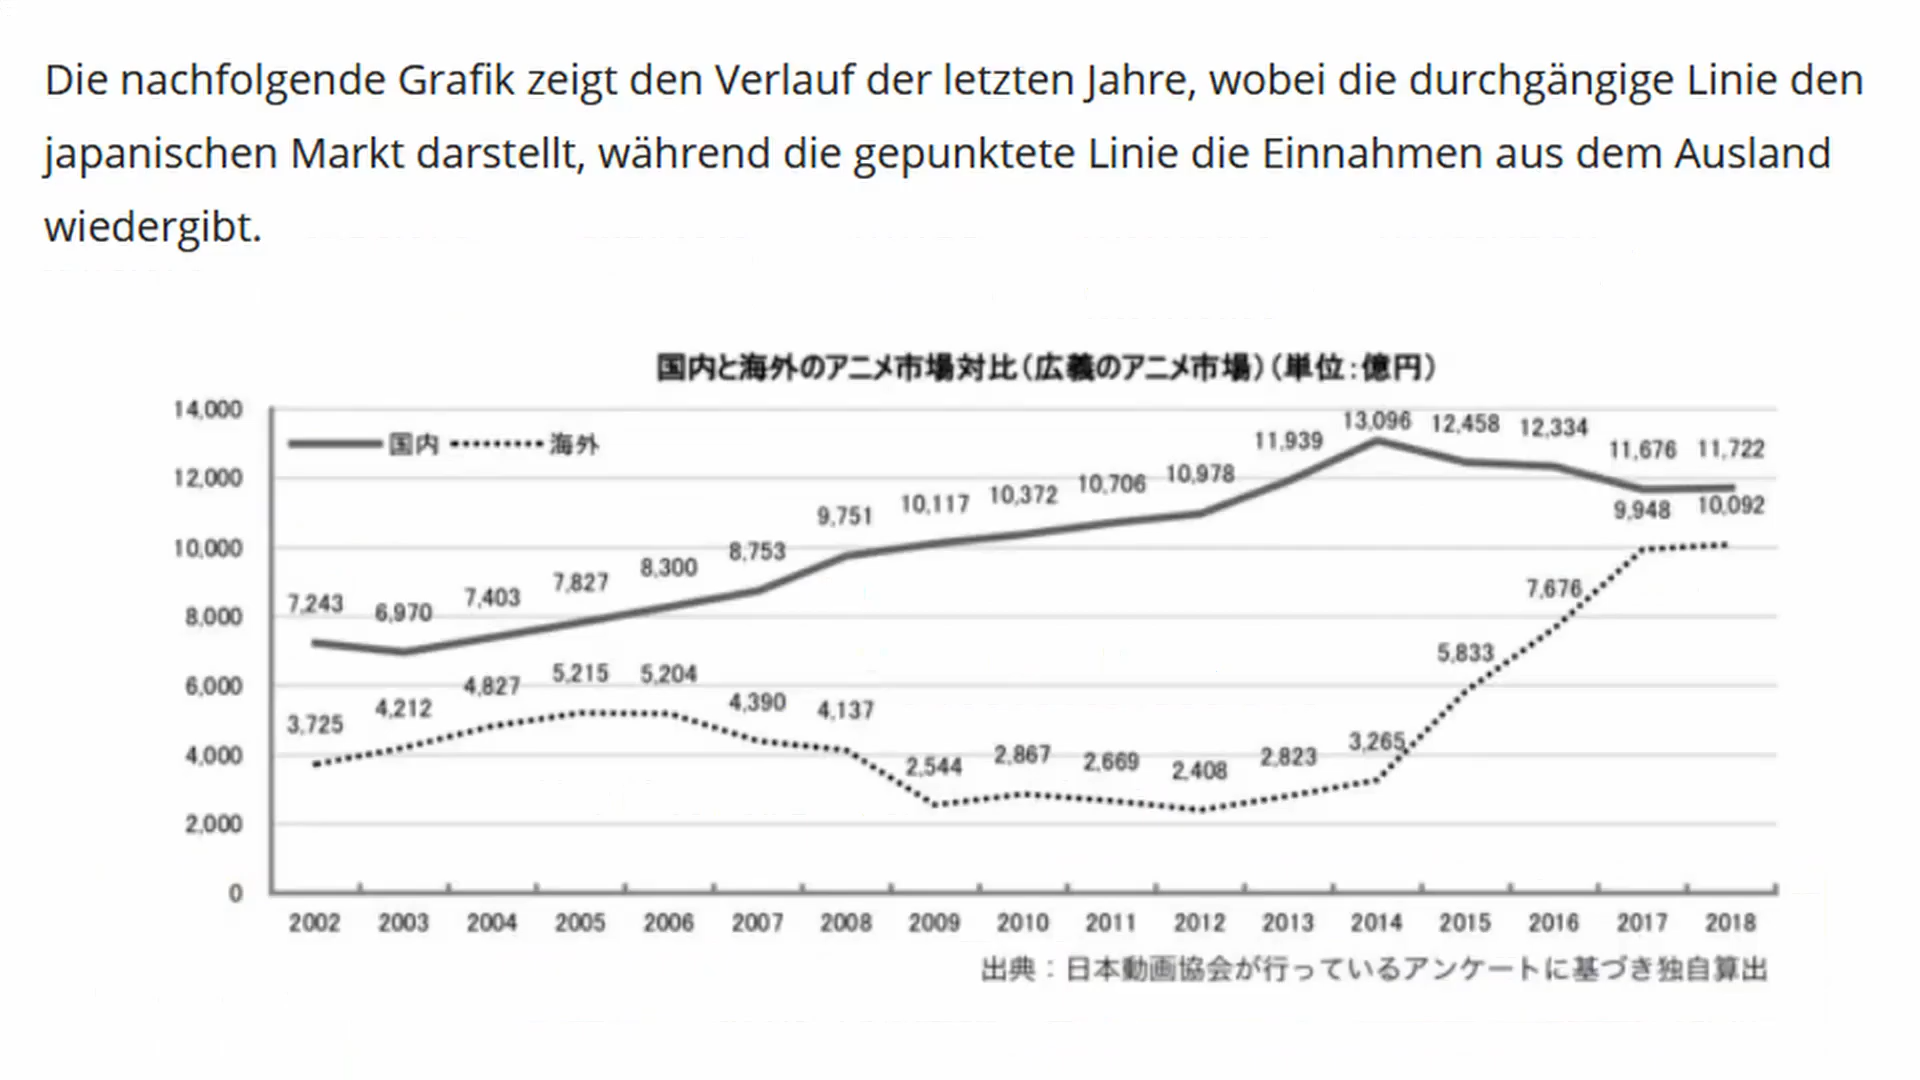 Die nachfolgende Grafik zeigt den Verlauf der letzten Jahre, wobei die durchgängige Linie den
japanischen Markt darstellt, während die gepunktete Linie die Einnahmen aus dem Ausland
wiedergibt.
国内と海外のアニメ市場対比(広義のアニメ市場)(単位:億円)
14,000
12,000
10,000
8,000
6,000
4,000
2,000
0
国内 海外
7,243 6,970 7,403 7,827 8,300 8,753 9,751 10,117 10,372 10,706 10,978 11,939 13,096 12,458 12,334 11,676 11,722
3,725 4,212 4,827 5,215 5,204 4,390 4,137 2,544 2,867 2,669 2,408 2,823 3,265 5,833 7,676 9,948 10,092
2002 2003 2004 2005 2006 2007 2008 2009 2010 2011 2012 2013 2014 2015 2016 2017 2018
出典:日本動画協会が行っているアンケートに基づき独自算出